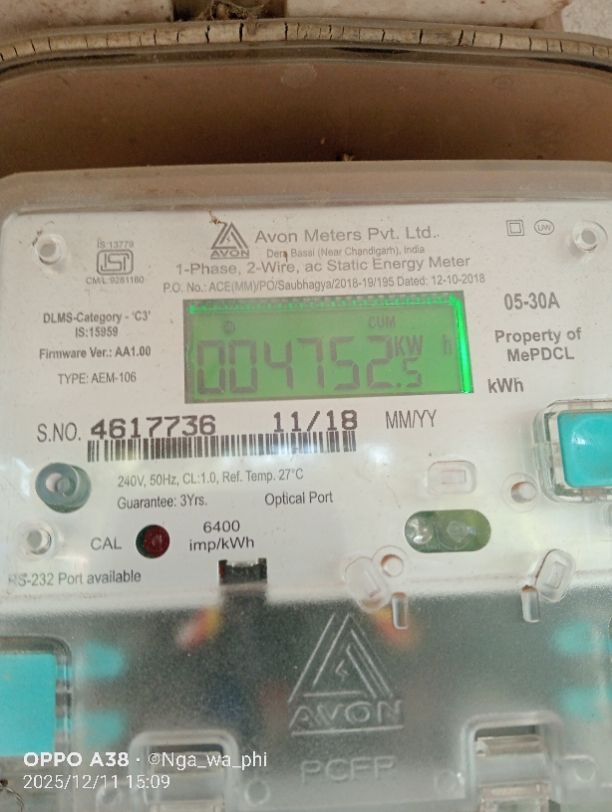 IS:13779
ISI
CM/L 9261160
AVON
Avon Meters Pvt. Ltd.
Dera Bassi (Near Chandigarh), India
1-Phase, 2-Wire, ac Static Energy Meter
P.O. No.: ACE(MM)/PO/Saubhagya/2018-19/195 Dated: 12-10-2018
DLMS-Category - 'C3'
IS:15959
Firmware Ver.: AA1.00
TYPE: AEM-106
CUM
004752.5 KW h
05-30A
Property of
MePDCL
kWh
S.NO. 4617736 11/18 MM/YY
240V, 50Hz, CL:1.0, Ref. Temp. 27°C
Guarantee: 3Yrs. Optical Port
CAL
6400
imp/kWh
RS-232 Port available
AVON
OPPO A38 · ©Nga_wa_phi
2025/12/11 15:09